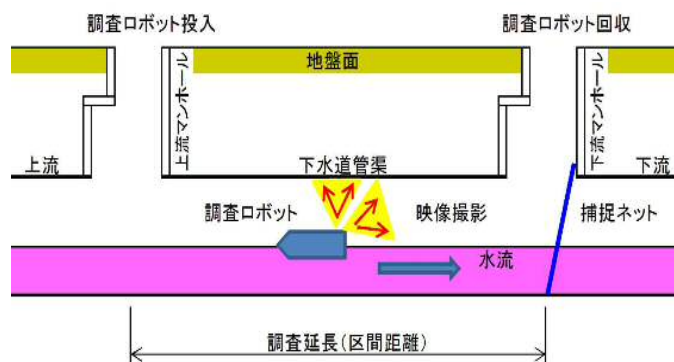 調査ロボット投入
調査ロボット回収
地盤面
上流マンホール
下流マンホール
上流
下水道管渠
下流
調査ロボット
映像撮影
捕捉ネット
水流
調査延長(区間距離)